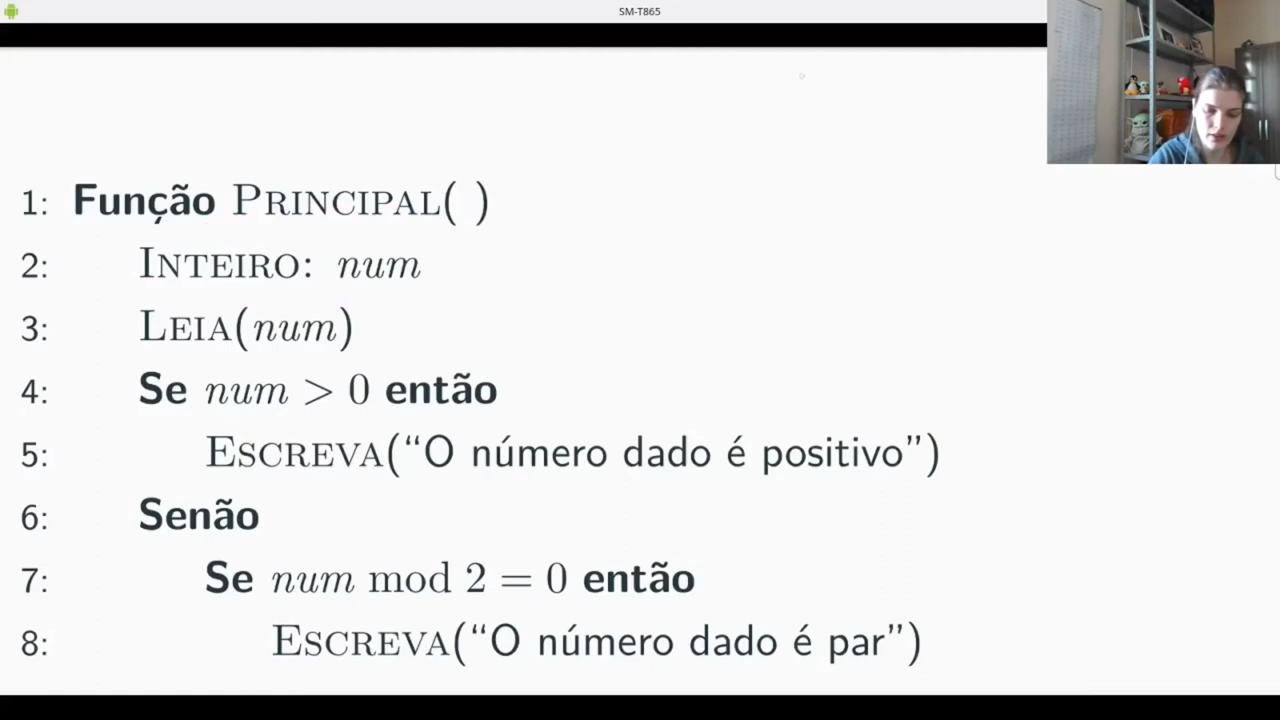 SM-T865
1: Função Principal( )
2: Inteiro: num
3: Leia(num)
4: Se num > 0 então
5: Escreva(“O número dado é positivo”)
6: Senão
7: Se num mod 2 = 0 então
8: Escreva(“O número dado é par”)